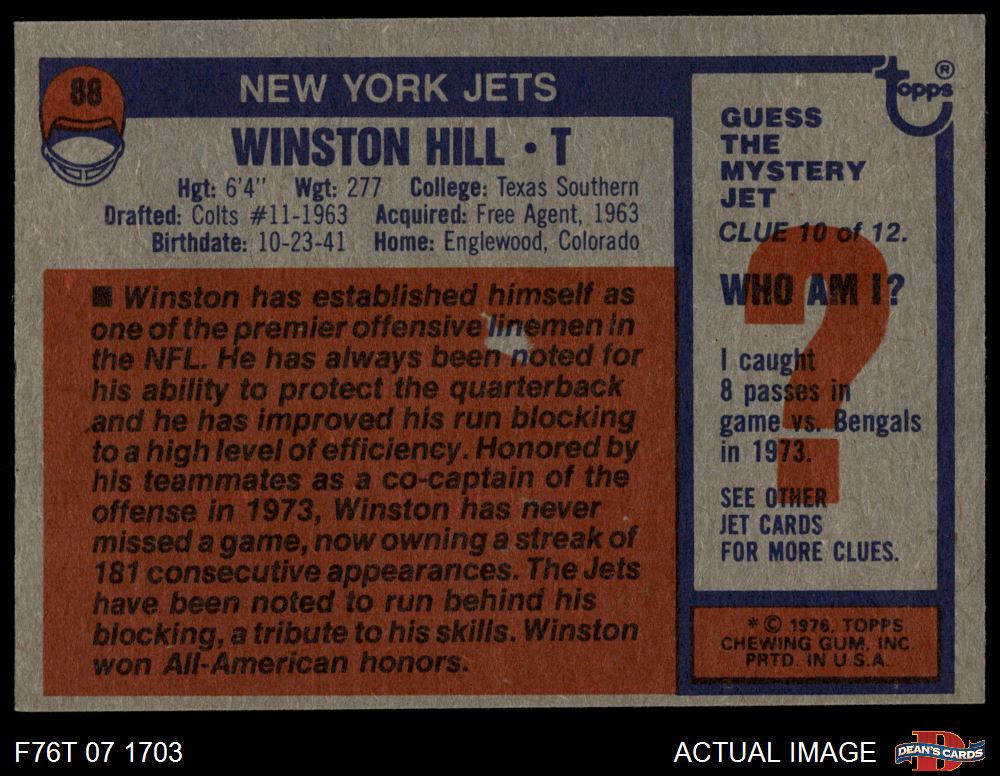 88
NEW YORK JETS
WINSTON HILL • T
Hgt: 6'4" Wgt: 277 College: Texas Southern
Drafted: Colts #11-1963 Acquired: Free Agent, 1963
Birthdate: 10-23-41 Home: Englewood, Colorado
■ Winston has established himself as
one of the premier offensive linemen in
the NFL. He has always been noted for
his ability to protect the quarterback
and he has improved his run blocking
to a high level of efficiency. Honored by
his teammates as a co-captain of the
offense in 1973, Winston has never
missed a game, now owning a streak of
181 consecutive appearances. The Jets
have been noted to run behind his
blocking, a tribute to his skills. Winston
won All-American honors.
topps®
GUESS
THE
MYSTERY
JET
CLUE 10 of 12.
?
WHO AM I?
I caught
8 passes in
game vs. Bengals
in 1973.
SEE OTHER
JET CARDS
FOR MORE CLUES.
* © 1976, TOPPS
CHEWING GUM, INC.
PRTD. IN U.S.A.
F76T 07 1703
ACTUAL IMAGE
D
DEAN'S CARDS